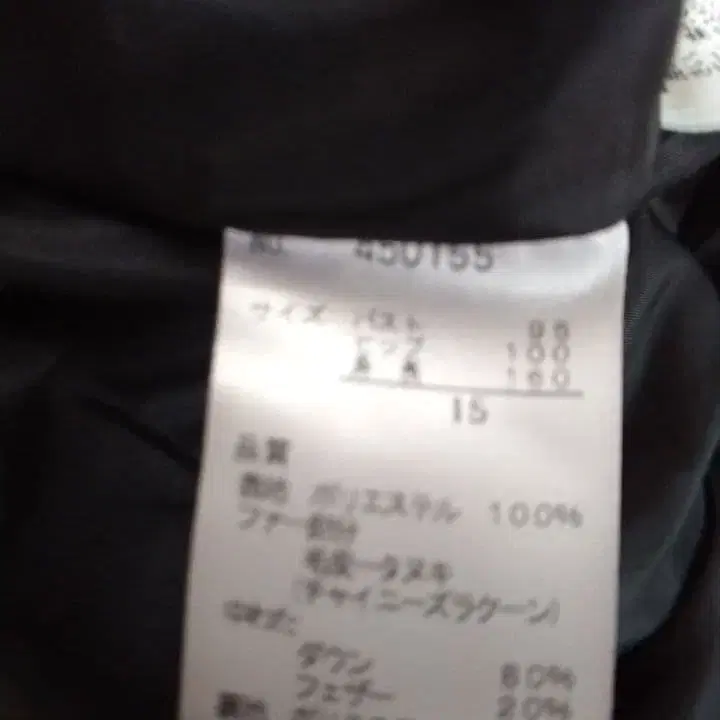 No. 450155
サイズ バスト 95
ヒップ 100
身長 160
15
品質
表地 ポリエステル 100%
ファー部分
毛皮ータヌキ
(チャイニーズラクーン)
ダウン 80%
フェザー 20%
裏地